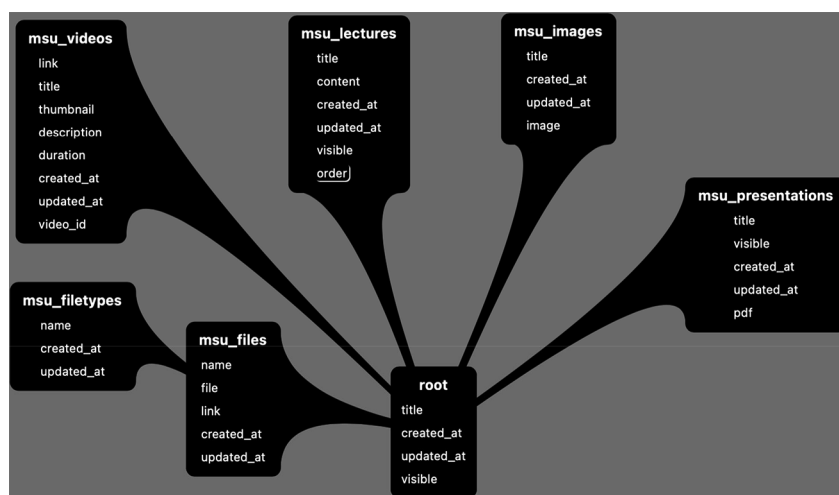 msu_videos
link
title
thumbnail
description
duration
created_at
updated_at
video_id
msu_lectures
title
content
created_at
updated_at
visible
order
msu_images
title
created_at
updated_at
image
msu_presentations
title
visible
created_at
updated_at
pdf
msu_filetypes
name
created_at
updated_at
msu_files
name
file
link
created_at
updated_at
root
title
created_at
updated_at
visible